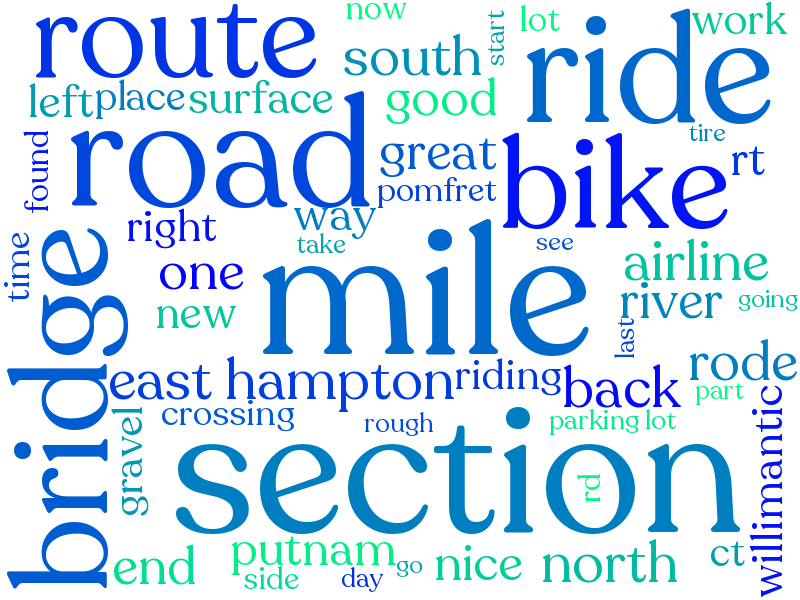 now
lot
work
route
start
ride
south
left
place
surface
good
tire
road
great
bike
rt
found
pomfret
way
right
take
see
time
one
airline
bridge
mile
river
going
new
last
rode
east hampton
riding
back
part
crossing
rough
parking lot
willimantic
gravel
section
rd
end
putnam
side
day
go
nice
north
ct